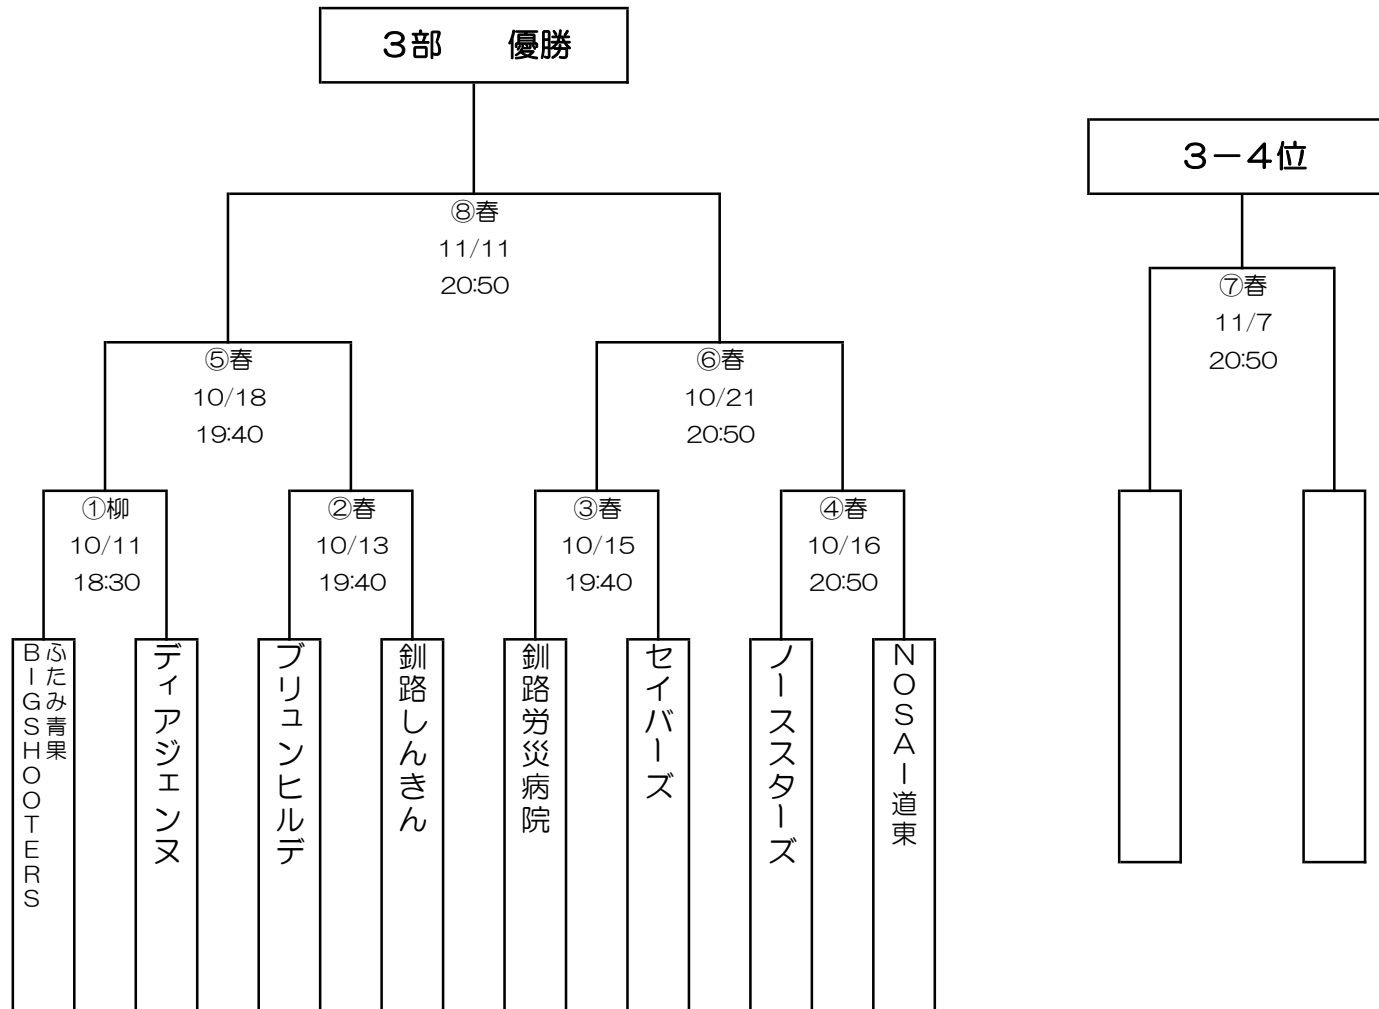 3部　優勝
3－4位
⑧春
11/11
20:50
⑦春
11/7
20:50
⑤春
10/18
19:40
⑥春
10/21
20:50
①柳
10/11
18:30
②春
10/13
19:40
③春
10/15
19:40
④春
10/16
20:50
ふたみ青果
BIGSHOOTERS
ディアジェンヌ
ブリュンヒルデ
釧路しんきん
釧路労災病院
セイバーズ
ノーススターズ
NOSAI道東